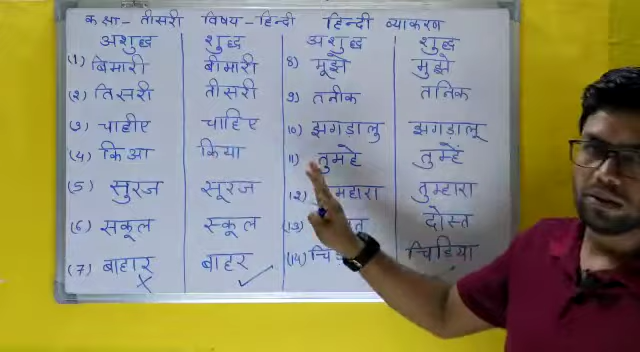 कक्षा - तीसरी विषय - हिन्दी हिन्दी व्याकरण
अशुद्ध शुद्ध अशुद्ध शुद्ध
(1) बिमारी बीमारी 8) मूझे मुझे
(2) तिसरी तीसरी 9) तनीक तनिक
(3) चाहीए चाहिए 10) झगड़ालु झगड़ालू
(4) किआ किया 11) तुमहे तुम्हें
(5) सुरज सूरज 12) तुम्हारा
(6) सकूल स्कूल (13) दोस्त
(7) बाहार बाहर (14) चिड़िया